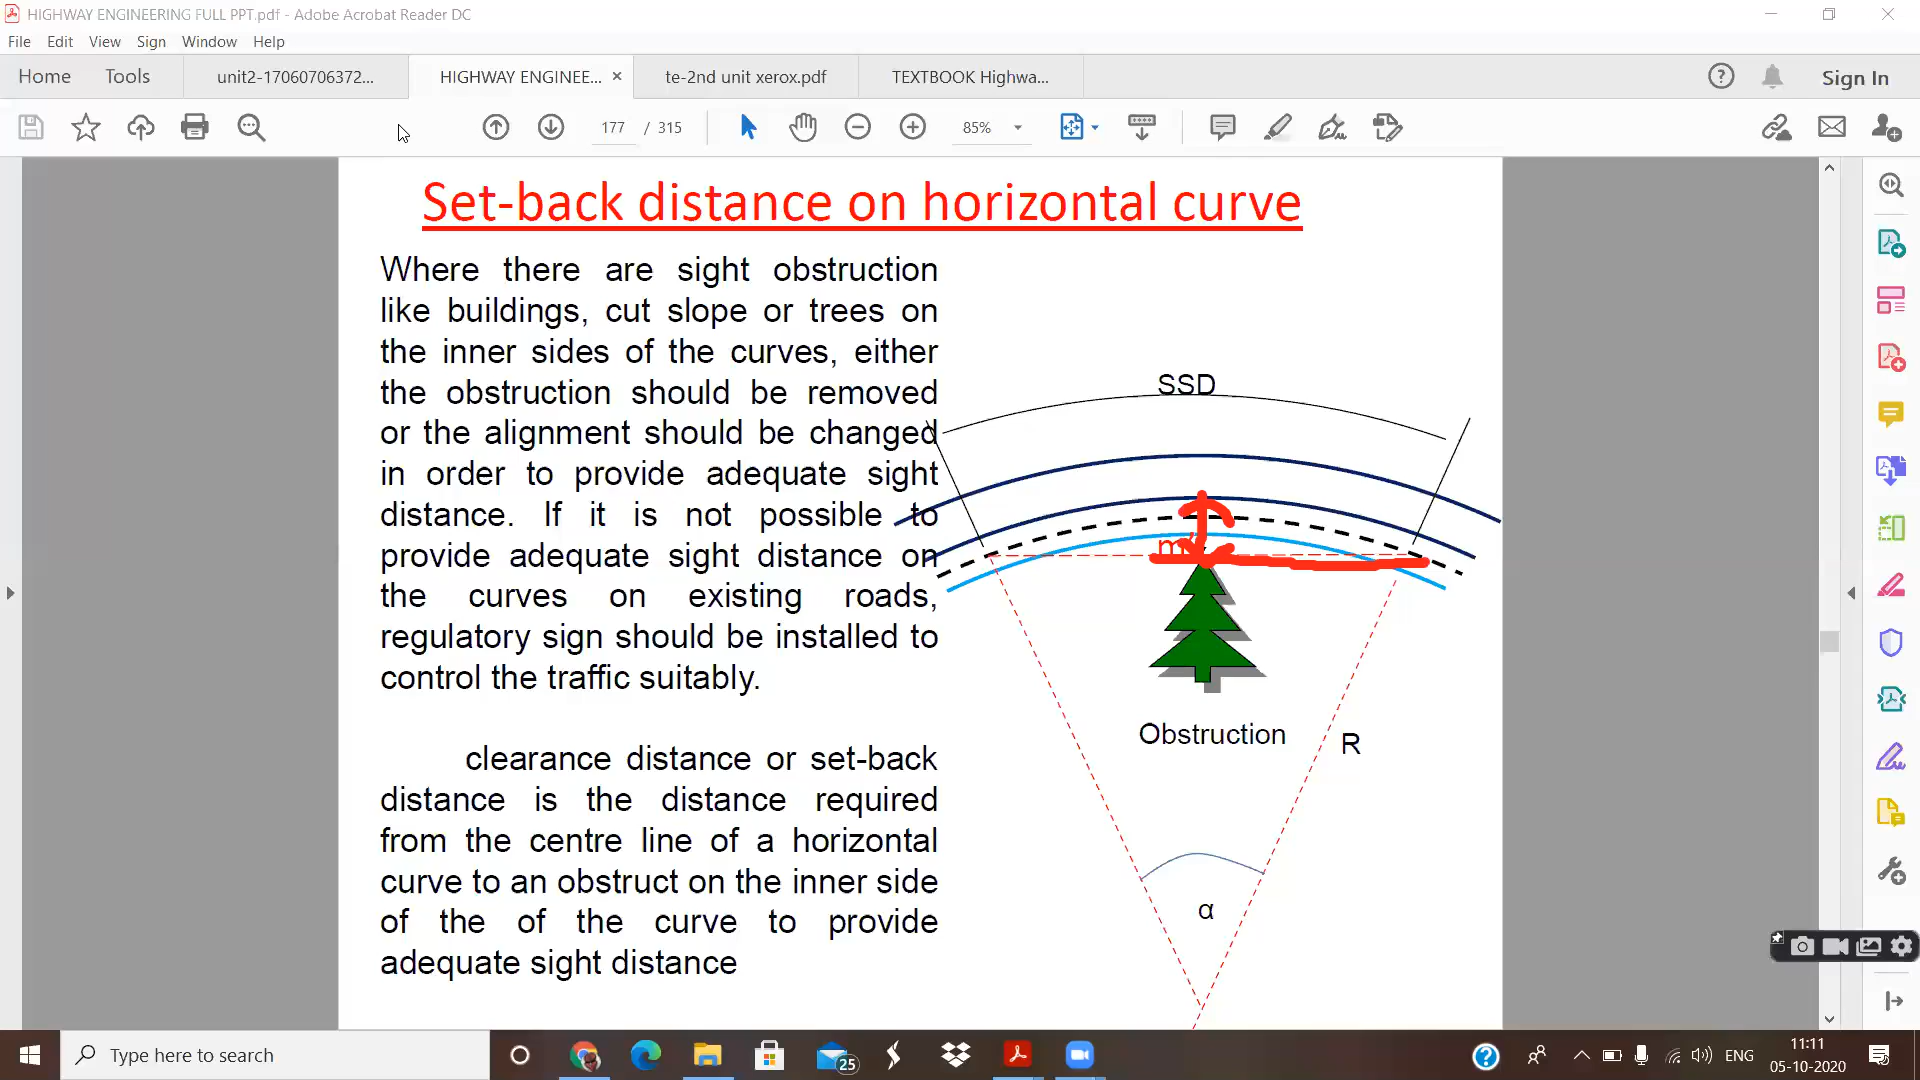 HIGHWAY ENGINEERING FULL PPT.pdf - Adobe Acrobat Reader DC
File Edit View Sign Window Help
Home Tools unit2-17060706372... HIGHWAY ENGINEE... × te-2nd unit xerox.pdf TEXTBOOK Highwa... Sign In
177 / 315 85%
Set-back distance on horizontal curve
Where there are sight obstruction
like buildings, cut slope or trees on
the inner sides of the curves, either
the obstruction should be removed
or the alignment should be changed
in order to provide adequate sight
distance. If it is not possible to
provide adequate sight distance on
the curves on existing roads,
regulatory sign should be installed to
control the traffic suitably.
clearance distance or set-back
distance is the distance required
from the centre line of a horizontal
curve to an obstruct on the inner side
of the of the curve to provide
adequate sight distance
SSD
Obstruction
R
α
Type here to search
25
ENG
11:11
05-10-2020